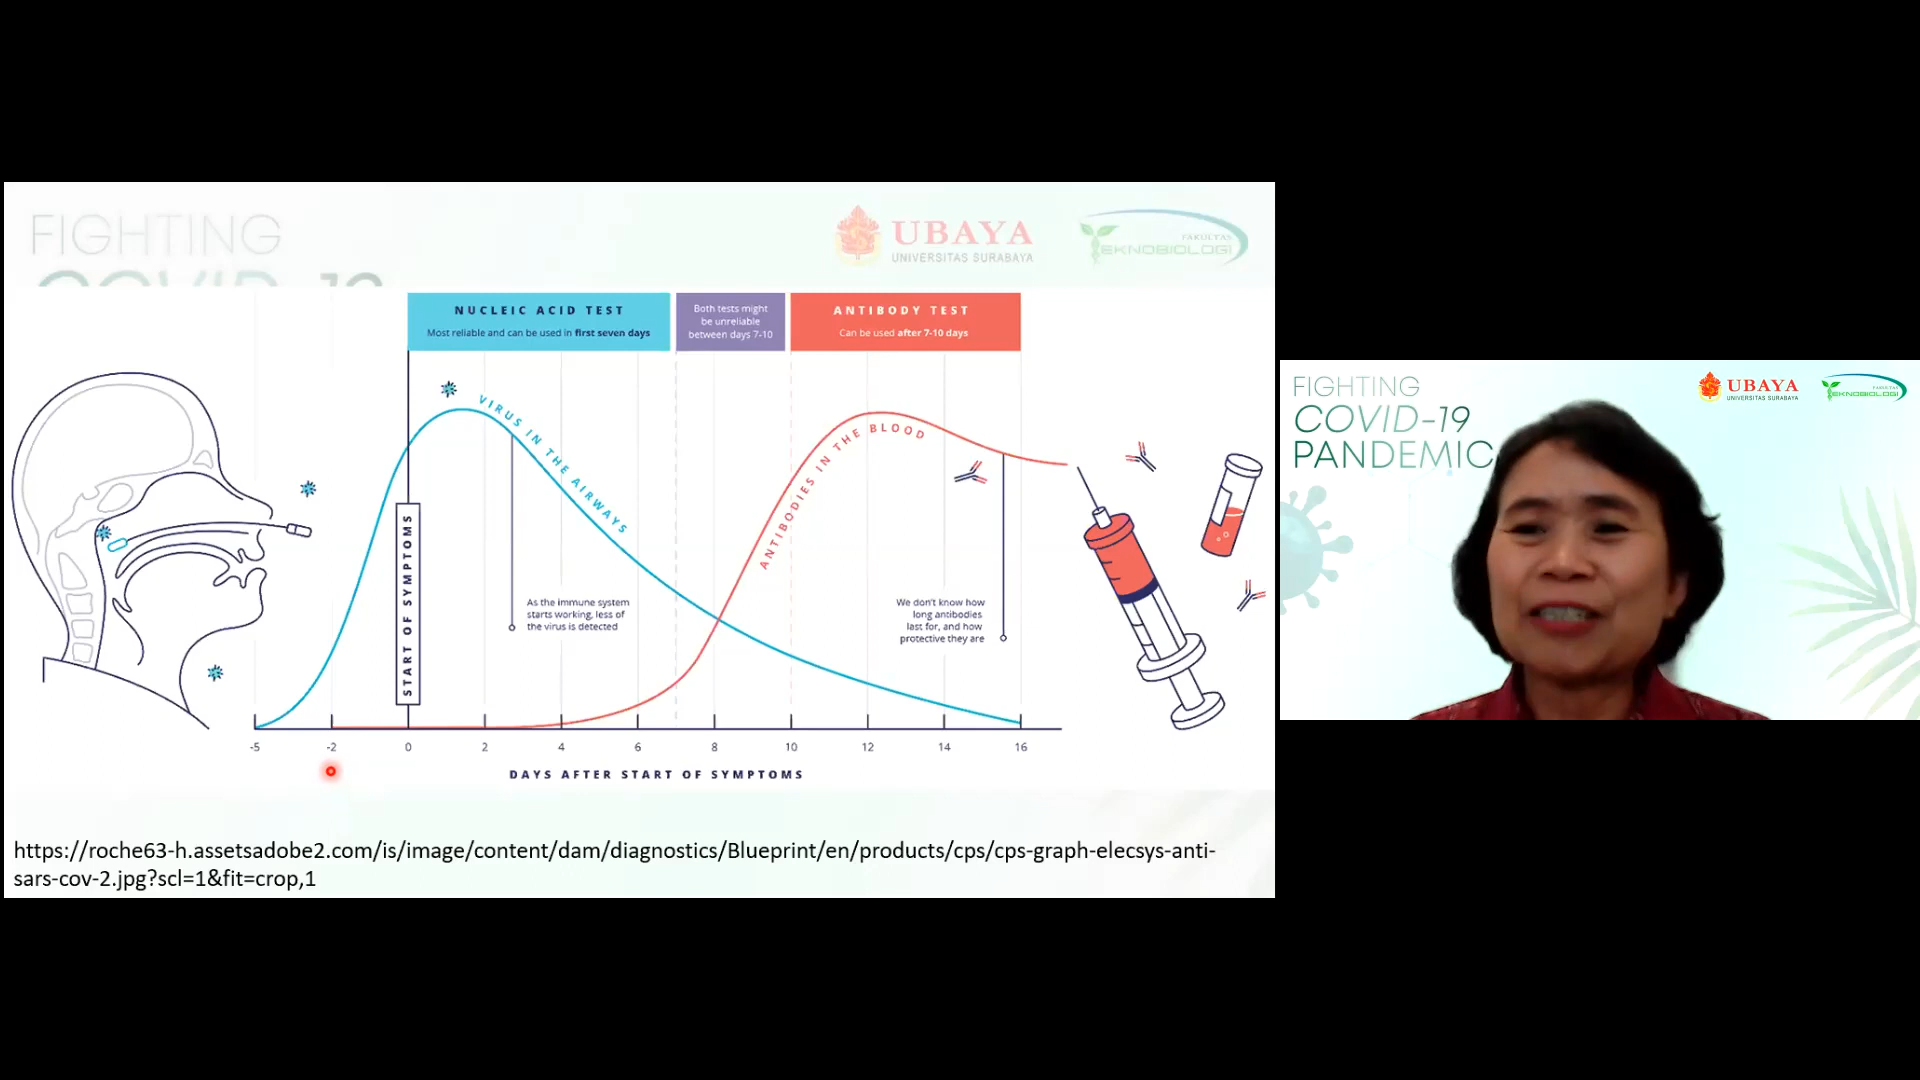 FIGHTING
COVID-19
UBAYA
UNIVERSITAS SURABAYA
FAKULTAS
TEKNOBIOLOGI
NUCLEIC ACID TEST
Most reliable and can be used in first seven days
Both tests might
be unreliable
between days 7-10
ANTIBODY TEST
Can be used after 7-10 days
VIRUS IN THE AIRWAYS
ANTIBODIES IN THE BLOOD
START OF SYMPTOMS
As the immune system
starts working, less of
the virus is detected
We don't know how
long antibodies
last for, and how
protective they are
-5 -2 0 2 4 6 8 10 12 14 16
DAYS AFTER START OF SYMPTOMS
https://roche63-h.assetsadobe2.com/is/image/content/dam/diagnostics/Blueprint/en/products/cps/cps-graph-elecsys-anti-
sars-cov-2.jpg?scl=1&fit=crop,1
FIGHTING
COVID-19
PANDEMIC
UBAYA
UNIVERSITAS SURABAYA
FAKULTAS
TEKNOBIOLOGI